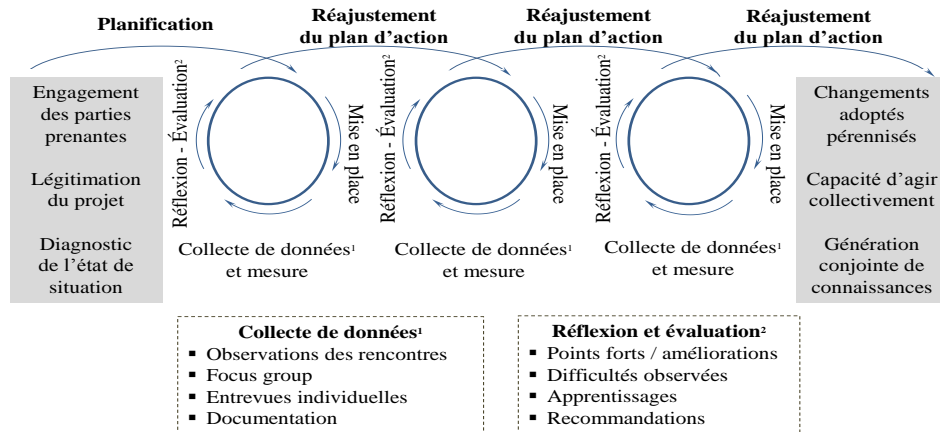 Planification
Réajustement
du plan d'action
Réajustement
du plan d'action
Réajustement
du plan d'action
Engagement
des parties
prenantes
Légitimation
du projet
Diagnostic
de l'état de
situation
Réflexion - Évaluation²
Mise en place
Collecte de données¹
et mesure
Réflexion - Évaluation²
Mise en place
Collecte de données¹
et mesure
Réflexion - Évaluation²
Mise en place
Collecte de données¹
et mesure
Changements
adoptés
pérennisés
Capacité d'agir
collectivement
Génération
conjointe de
connaissances
Collecte de données¹
▪ Observations des rencontres
▪ Focus group
▪ Entrevues individuelles
▪ Documentation
Réflexion et évaluation²
▪ Points forts / améliorations
▪ Difficultés observées
▪ Apprentissages
▪ Recommandations